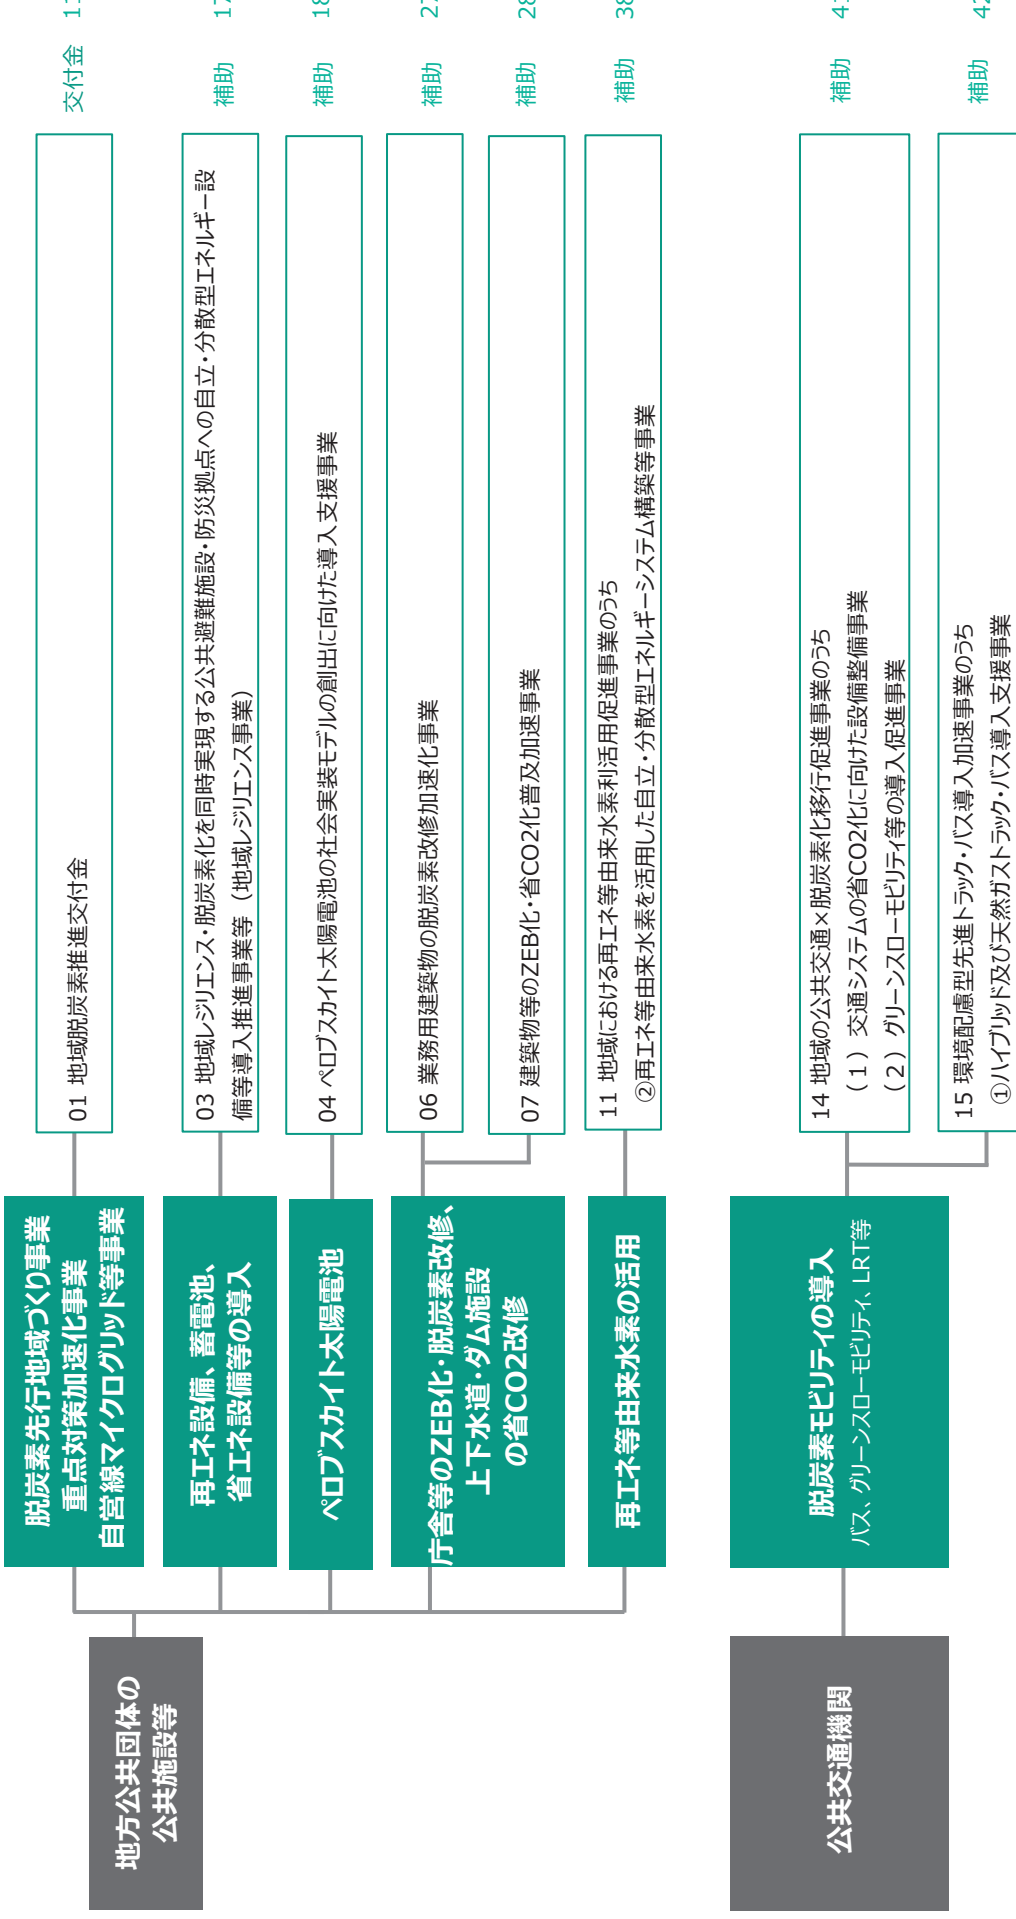 地方公共団体の
公共施設等
脱炭素先行地域づくり事業
重点対策加速化事業
自営線マイクログリッド等事業
01 地域脱炭素推進交付金
交付金 11
再エネ設備、蓄電池、
省エネ設備等の導入
03 地域レジリエンス・脱炭素化を同時実現する公共避難施設・防災拠点への自立・分散型エネルギー設
備等導入推進事業等（地域レジリエンス事業）
補助 17
ペロブスカイト太陽電池
04 ペロブスカイト太陽電池の社会実装モデルの創出に向けた導入支援事業
補助 18
庁舎等のZEB化・脱炭素改修、
上下水道・ダム施設
の省CO2改修
06 業務用建築物の脱炭素改修加速化事業
補助 27
07 建築物等のZEB化・省CO2化普及加速事業
補助 28
再エネ等由来水素の活用
11 地域における再エネ等由来水素利活用促進事業のうち
②再エネ等由来水素を活用した自立・分散型エネルギーシステム構築等事業
補助 38
公共交通機関
脱炭素モビリティの導入
バス、グリーンスローモビリティ、LRT等
14 地域の公共交通×脱炭素化移行促進事業のうち
（1）交通システムの省CO2化に向けた設備整備事業
（2）グリーンスローモビリティ等の導入促進事業
補助 41
15 環境配慮型先進トラック・バス導入加速事業のうち
①ハイブリッド及び天然ガストラック・バス導入支援事業
補助 42